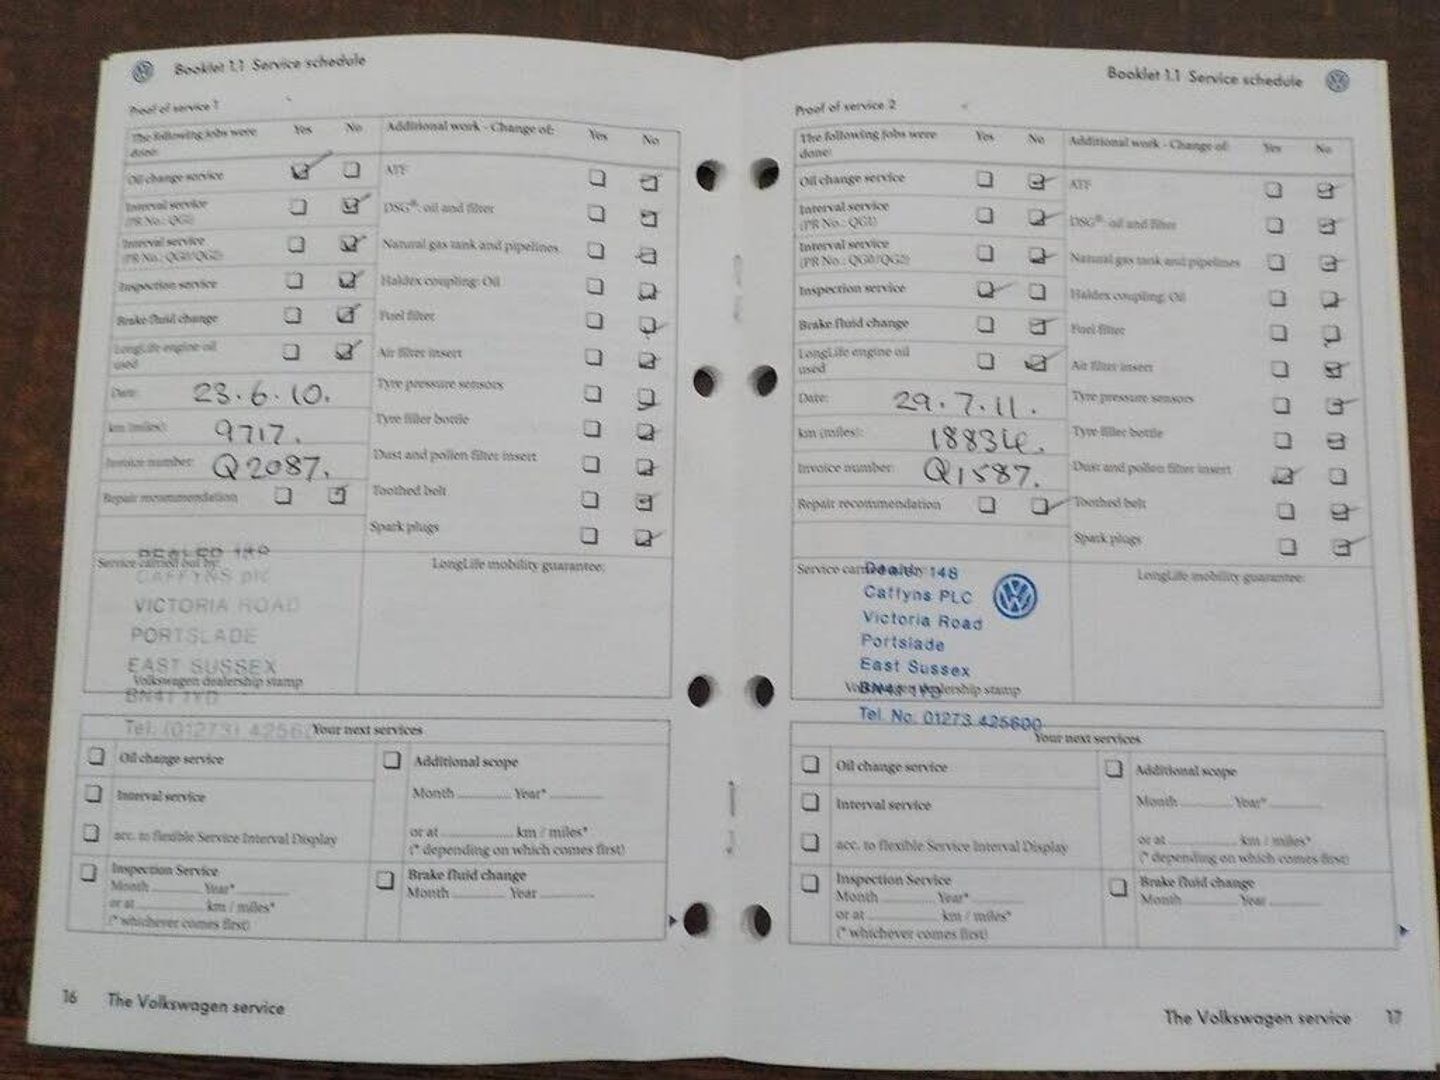 Booklet 1.1 Service schedule
Proof of service 1
The following jobs were done: Yes No
Oil change service
Interval service
(PR No.: QG1)
Interval service
(PR No.: QG0/QG2)
Inspection service
Brake fluid change
LongLife engine oil
used
Date: 23.6.10.
km (miles): 9717.
Invoice number: Q2087.
Repair recommendation
Additional work - Change of: Yes No
ATF
DSG®: oil and filter
Natural gas tank and pipelines
Haldex coupling: Oil
Fuel filter
Air filter insert
Tyre pressure sensors
Tyre filler bottle
Dust and pollen filter insert
Toothed belt
Spark plugs
Service carried out by:
CAFFYNS plc
VICTORIA ROAD
PORTSLADE
EAST SUSSEX
Volkswagen dealership stamp
Tel. (01273)
LongLife mobility guarantee:
Your next services
Oil change service
Interval service
acc. to flexible Service Interval Display
Inspection Service
Month Year*
or at km / miles*
(* whichever comes first)
Additional scope
Month Year*
or at km / miles*
(* depending on which comes first)
Brake fluid change
Month Year
16 The Volkswagen service
Booklet 1.1 Service schedule
Proof of service 2
The following jobs were Yes No
done:
Oil change service
Interval service
(PR No.: QG1)
Interval service
(PR No.: QG0/QG2)
Inspection service
Brake fluid change
LongLife engine oil
used
Date: 29.7.11.
km (miles):
Invoice number: Q1587.
Repair recommendation
Additional work - Change of: Yes No
ATF
DSG®: oil and filter
Natural gas tank and pipelines
Haldex coupling: Oil
Fuel filter
Air filter insert
Tyre pressure sensors
Tyre filler bottle
Dust and pollen filter insert
Toothed belt
Spark plugs
Service carried out by:
Dealer 148
Caffyns PLC
Victoria Road
Portslade
East Sussex
Volkswagen dealership stamp
Tel. No. 01273 425600
LongLife mobility guarantee:
Your next services
Oil change service
Interval service
acc. to flexible Service Interval Display
Inspection Service
Month Year*
or at km / miles*
(* whichever comes first)
Additional scope
Month Year*
or at km / miles*
(* depending on which comes first)
Brake fluid change
Month Year
The Volkswagen service 17